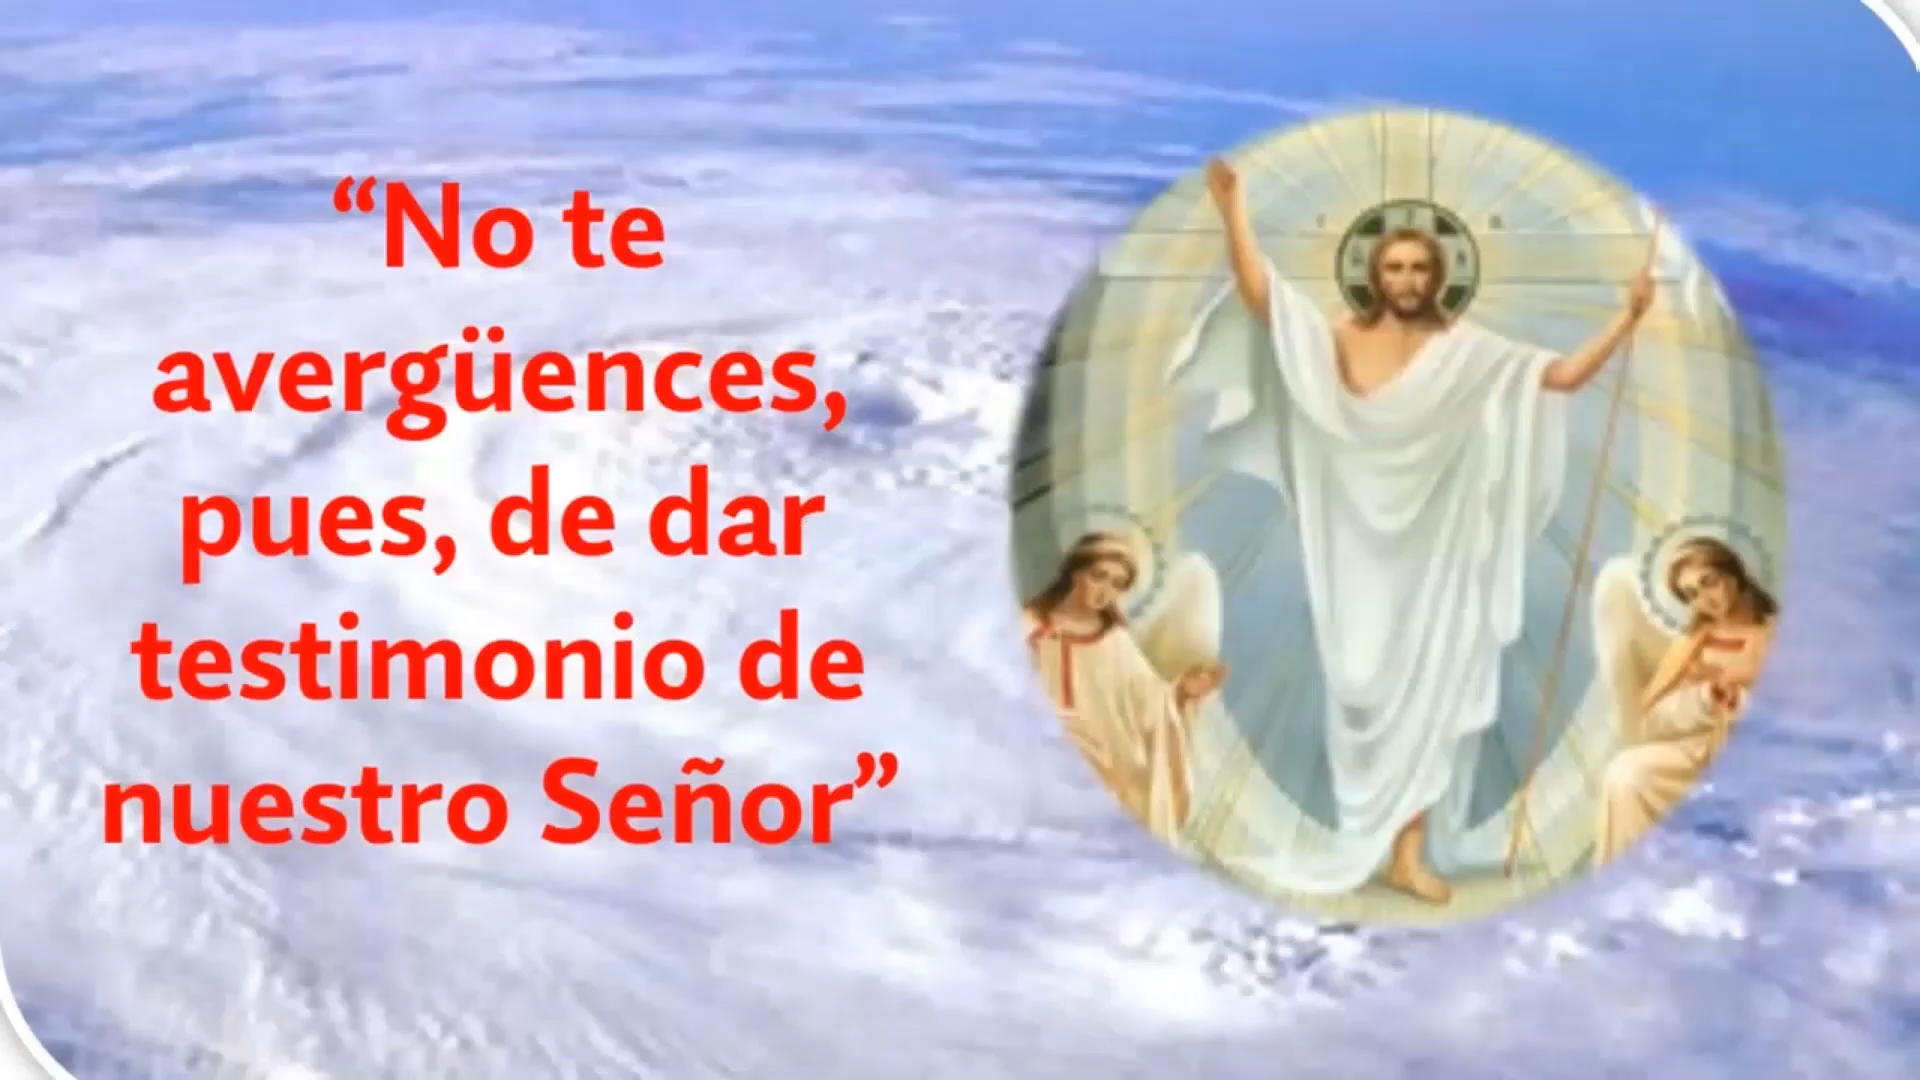 “No te
avergüences,
pues, de dar
testimonio de
nuestro Señor”